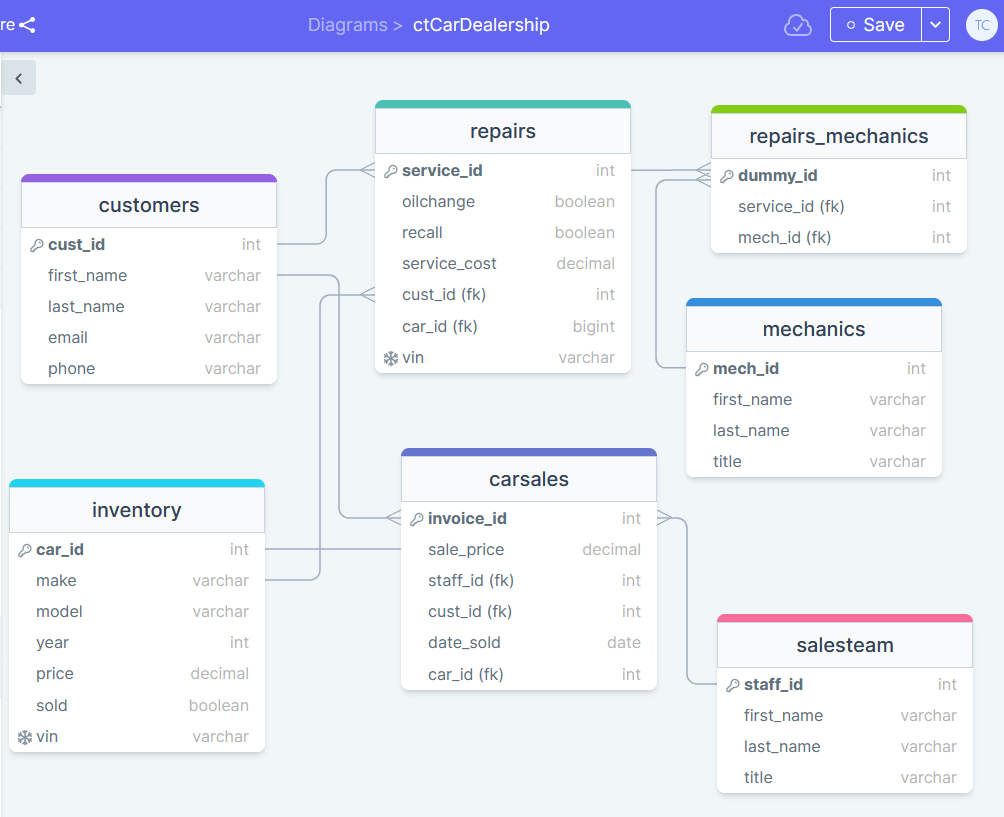 re
Diagrams > ctCarDealership
Save
TC
customers
cust_id int
first_name varchar
last_name varchar
email varchar
phone varchar
repairs
service_id int
oilchange boolean
recall boolean
service_cost decimal
cust_id (fk) int
car_id (fk) bigint
vin varchar
repairs_mechanics
dummy_id int
service_id (fk) int
mech_id (fk) int
mechanics
mech_id int
first_name varchar
last_name varchar
title varchar
inventory
car_id int
make varchar
model varchar
year int
price decimal
sold boolean
vin varchar
carsales
invoice_id int
sale_price decimal
staff_id (fk) int
cust_id (fk) int
date_sold date
car_id (fk) int
salesteam
staff_id int
first_name varchar
last_name varchar
title varchar